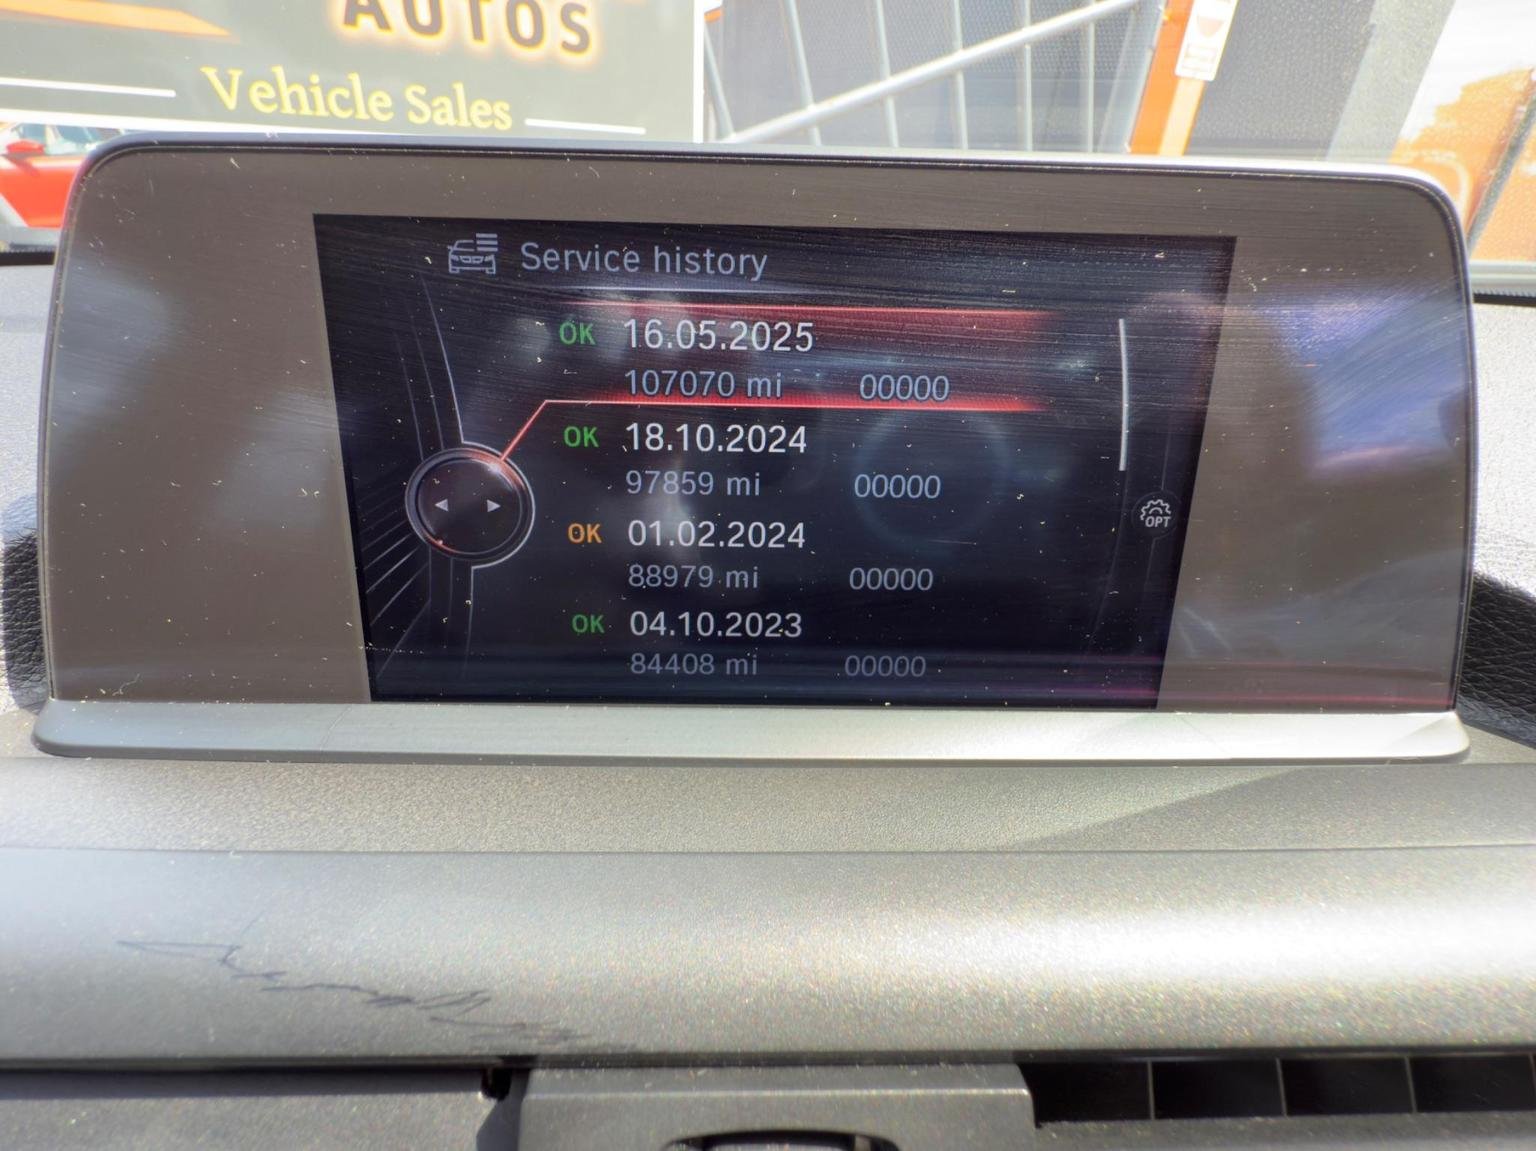 AUTOS
Vehicle Sales
Service history
OK 16.05.2025
107070 mi 00000
OK 18.10.2024
97859 mi 00000
OK 01.02.2024
88979 mi 00000
OPT
OK 04.10.2023
84408 mi 00000